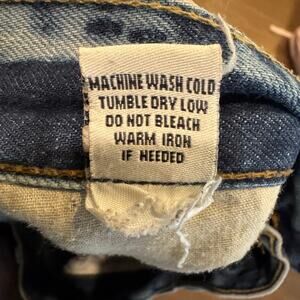 MACHINE WASH COLD
TUMBLE DRY LOW
DO NOT BLEACH
WARM IRON
IF NEEDED